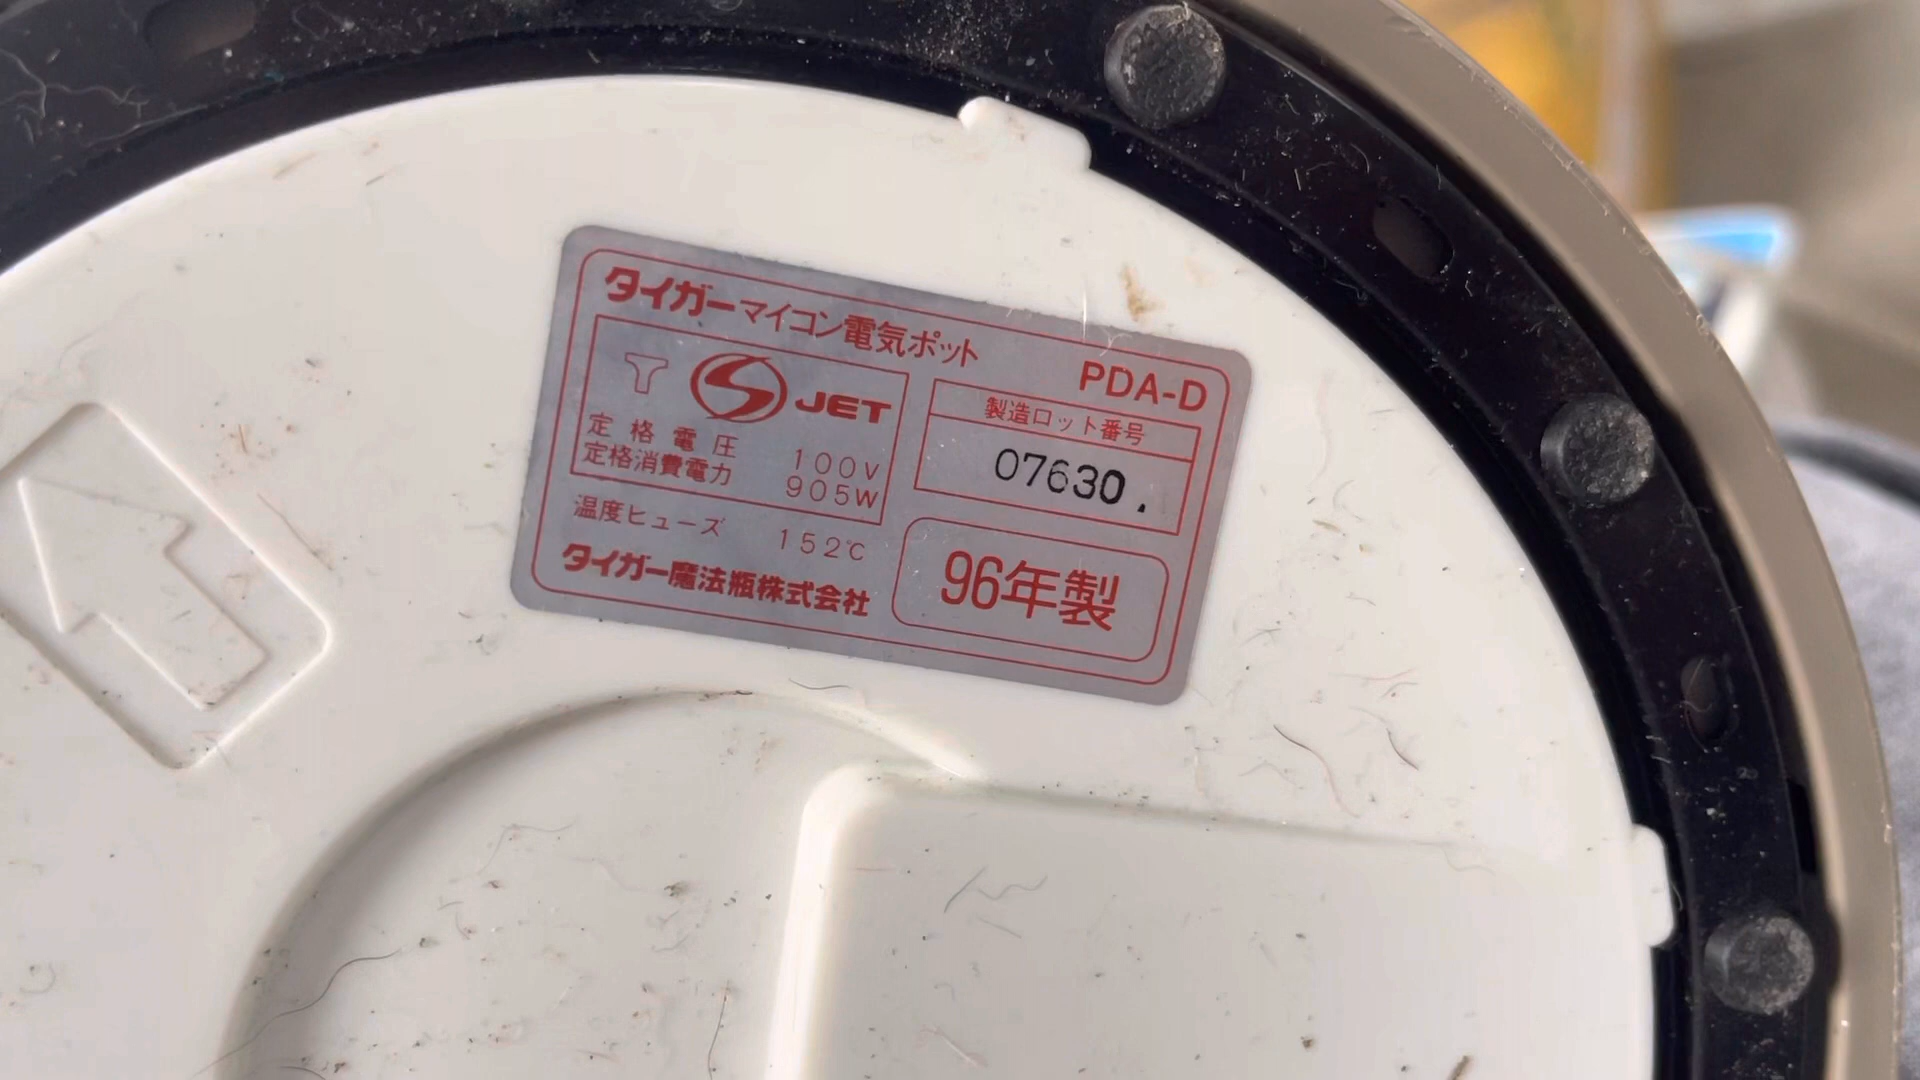 タイガーマイコン電気ポット
PDA-D
T S JET
定格電圧 100V
定格消費電力 905W
製造ロット番号
07630.
温度ヒューズ 152℃
タイガー魔法瓶株式会社
96年製